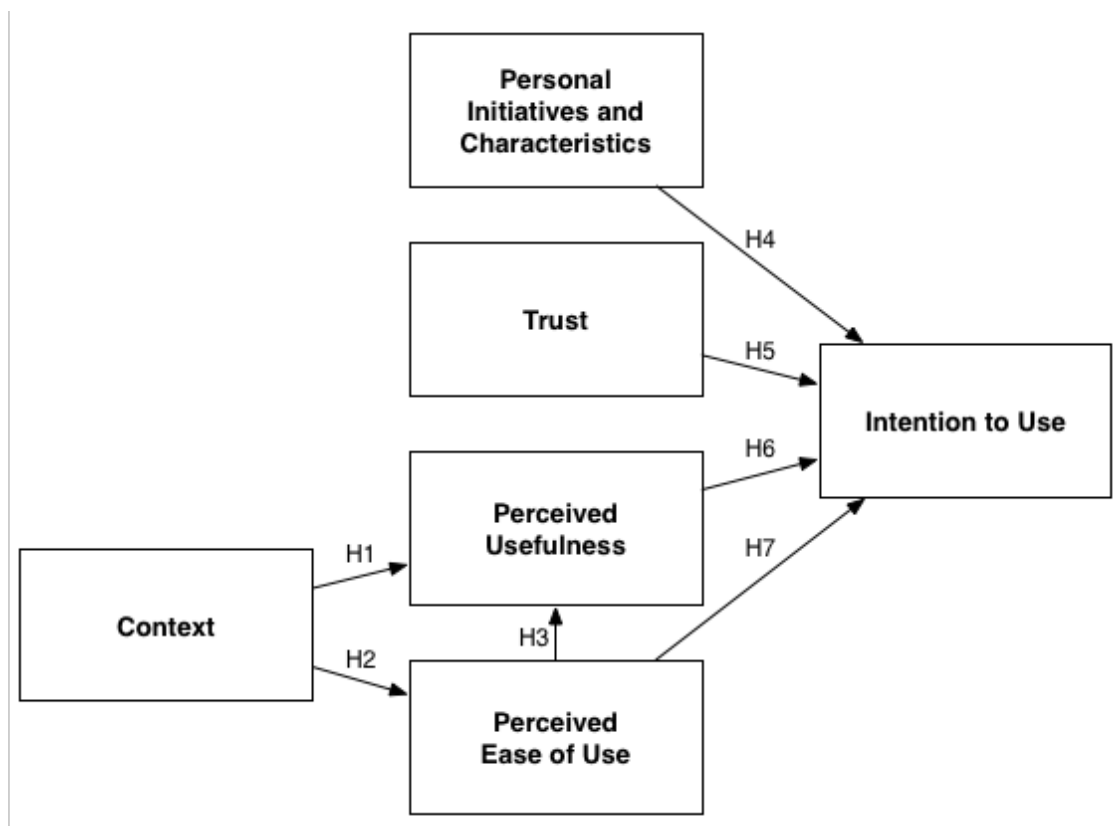 Personal
Initiatives and
Characteristics
H4
Trust
H5
Intention to Use
H6
Perceived
Usefulness
H1
H7
Context
H3
H2
Perceived
Ease of Use